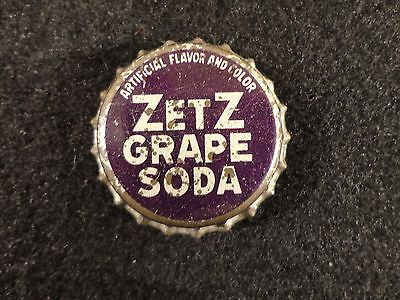 ARTIFICIAL FLAVOR AND COLOR
ZETZ
GRAPE
SODA